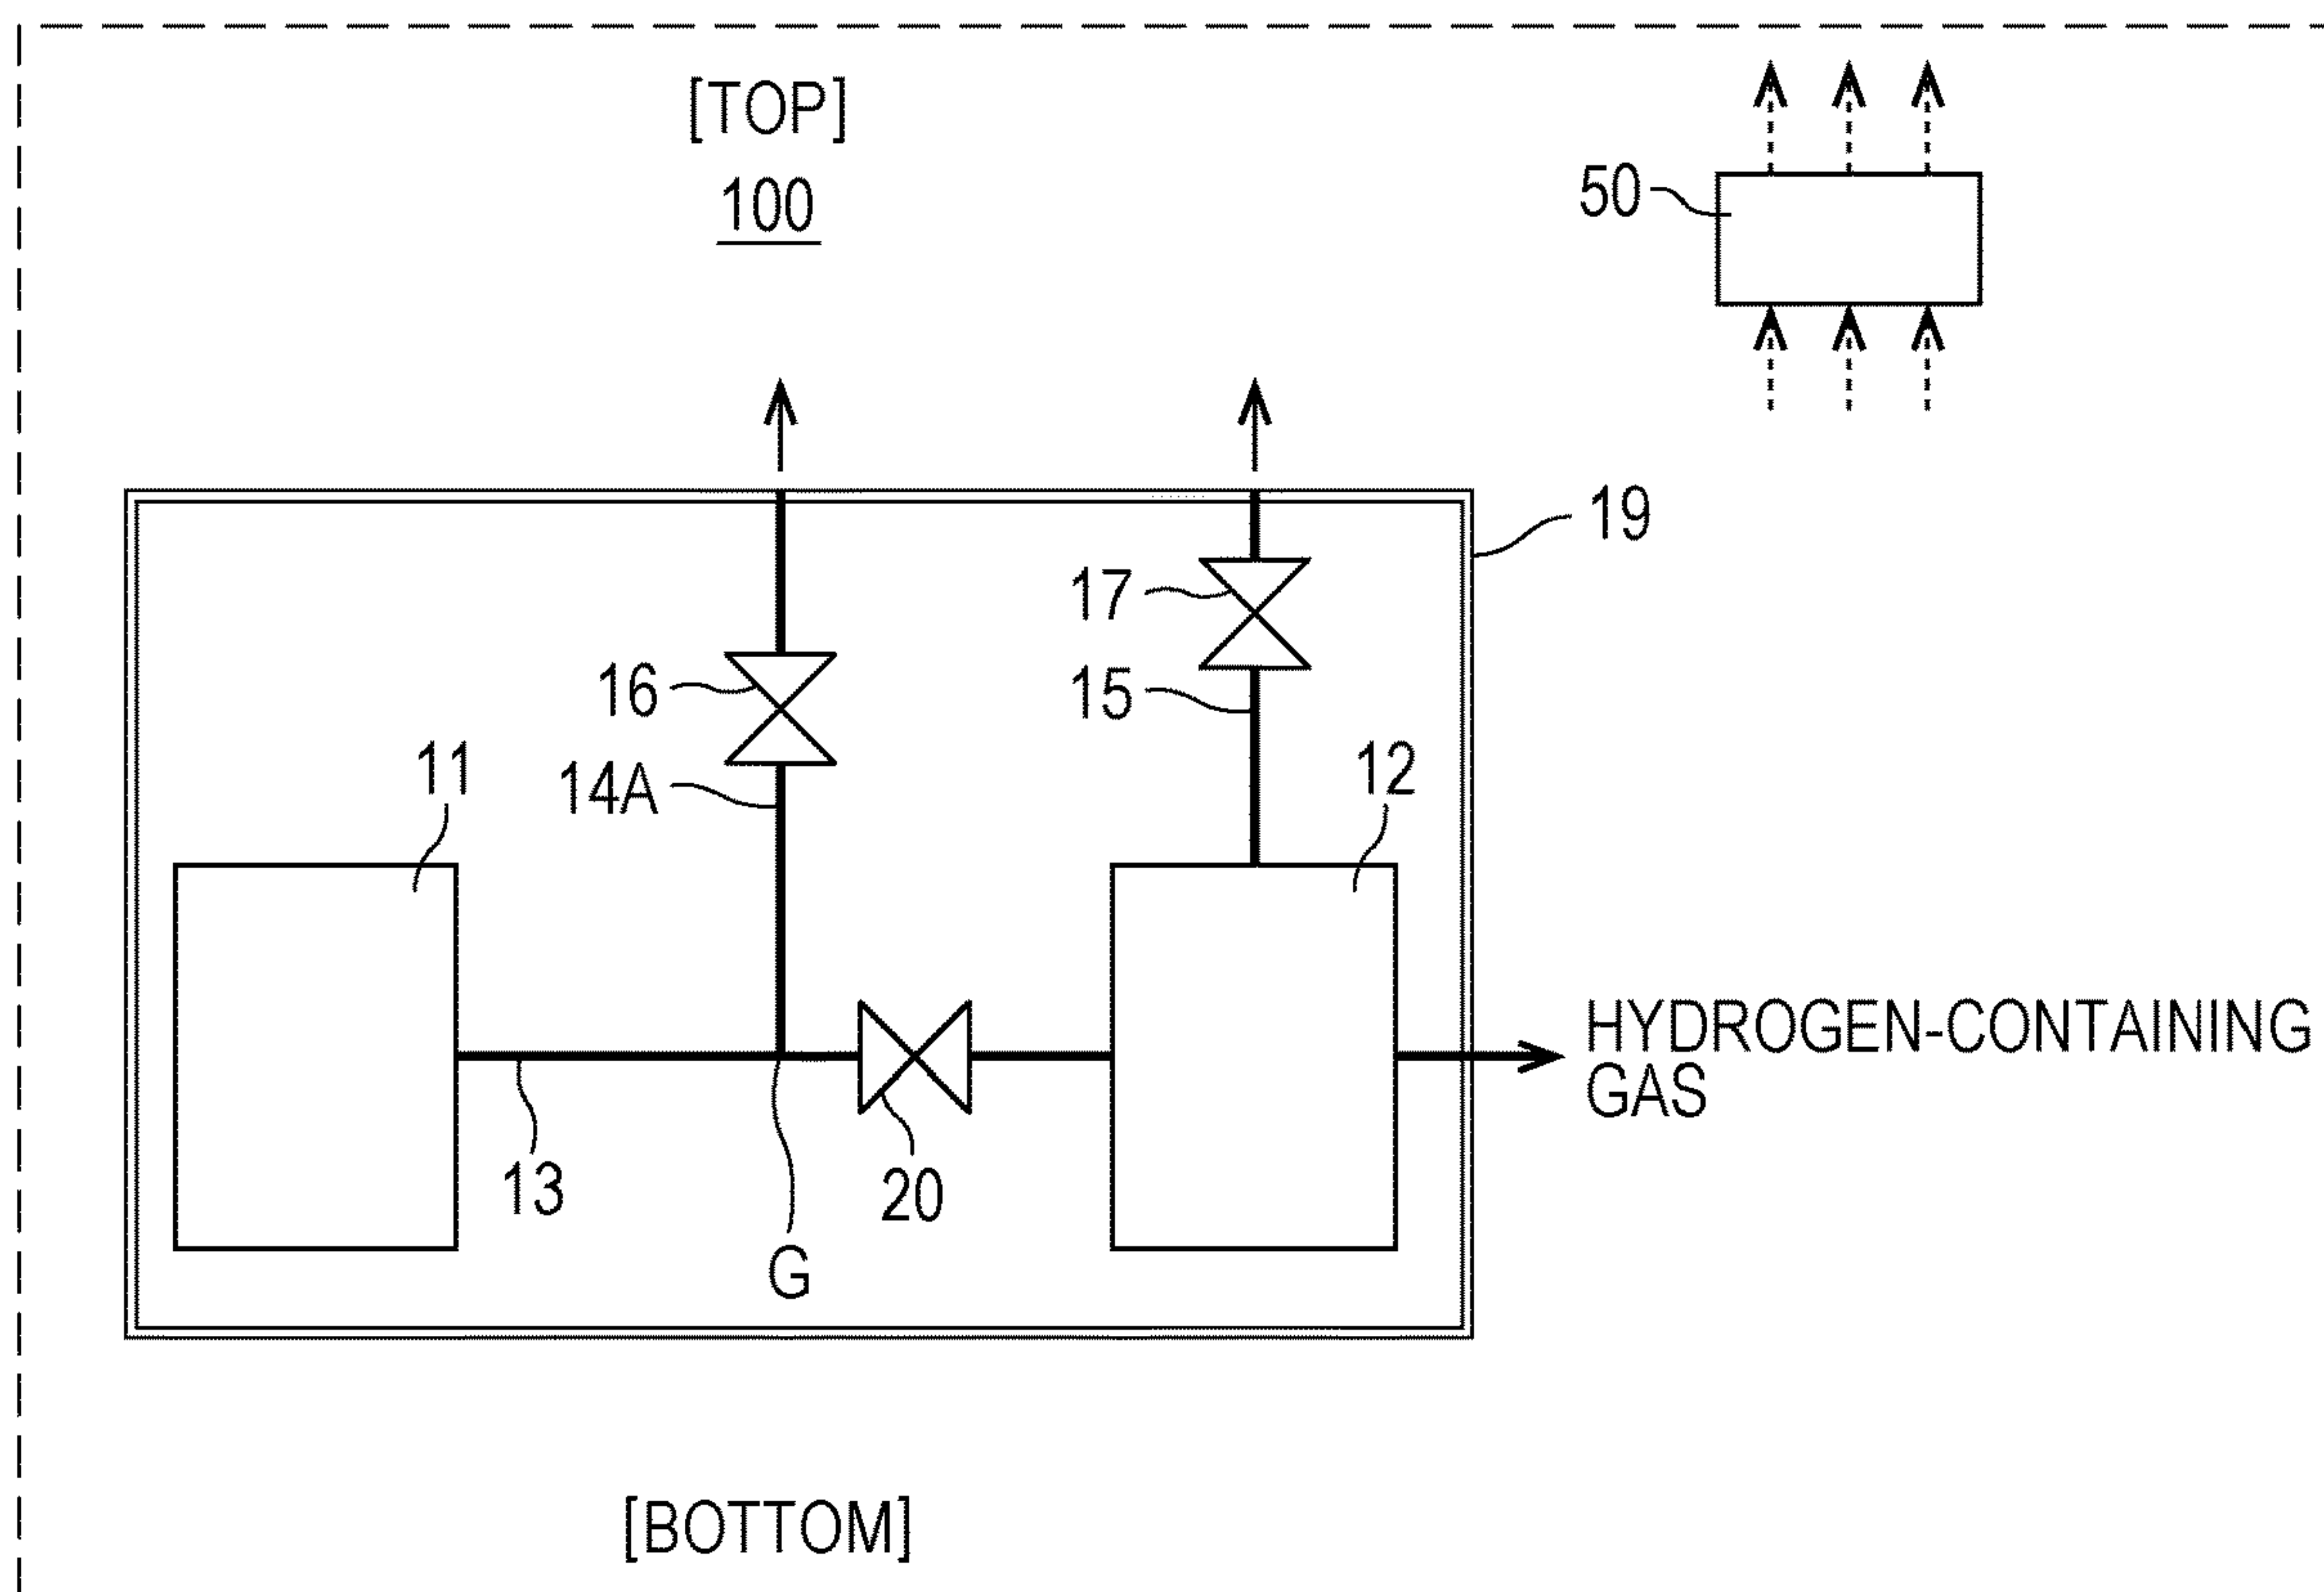 [TOP]
100
50
19
17
16
15
14A
11
12
HYDROGEN-CONTAINING
GAS
13
20
G
[BOTTOM]